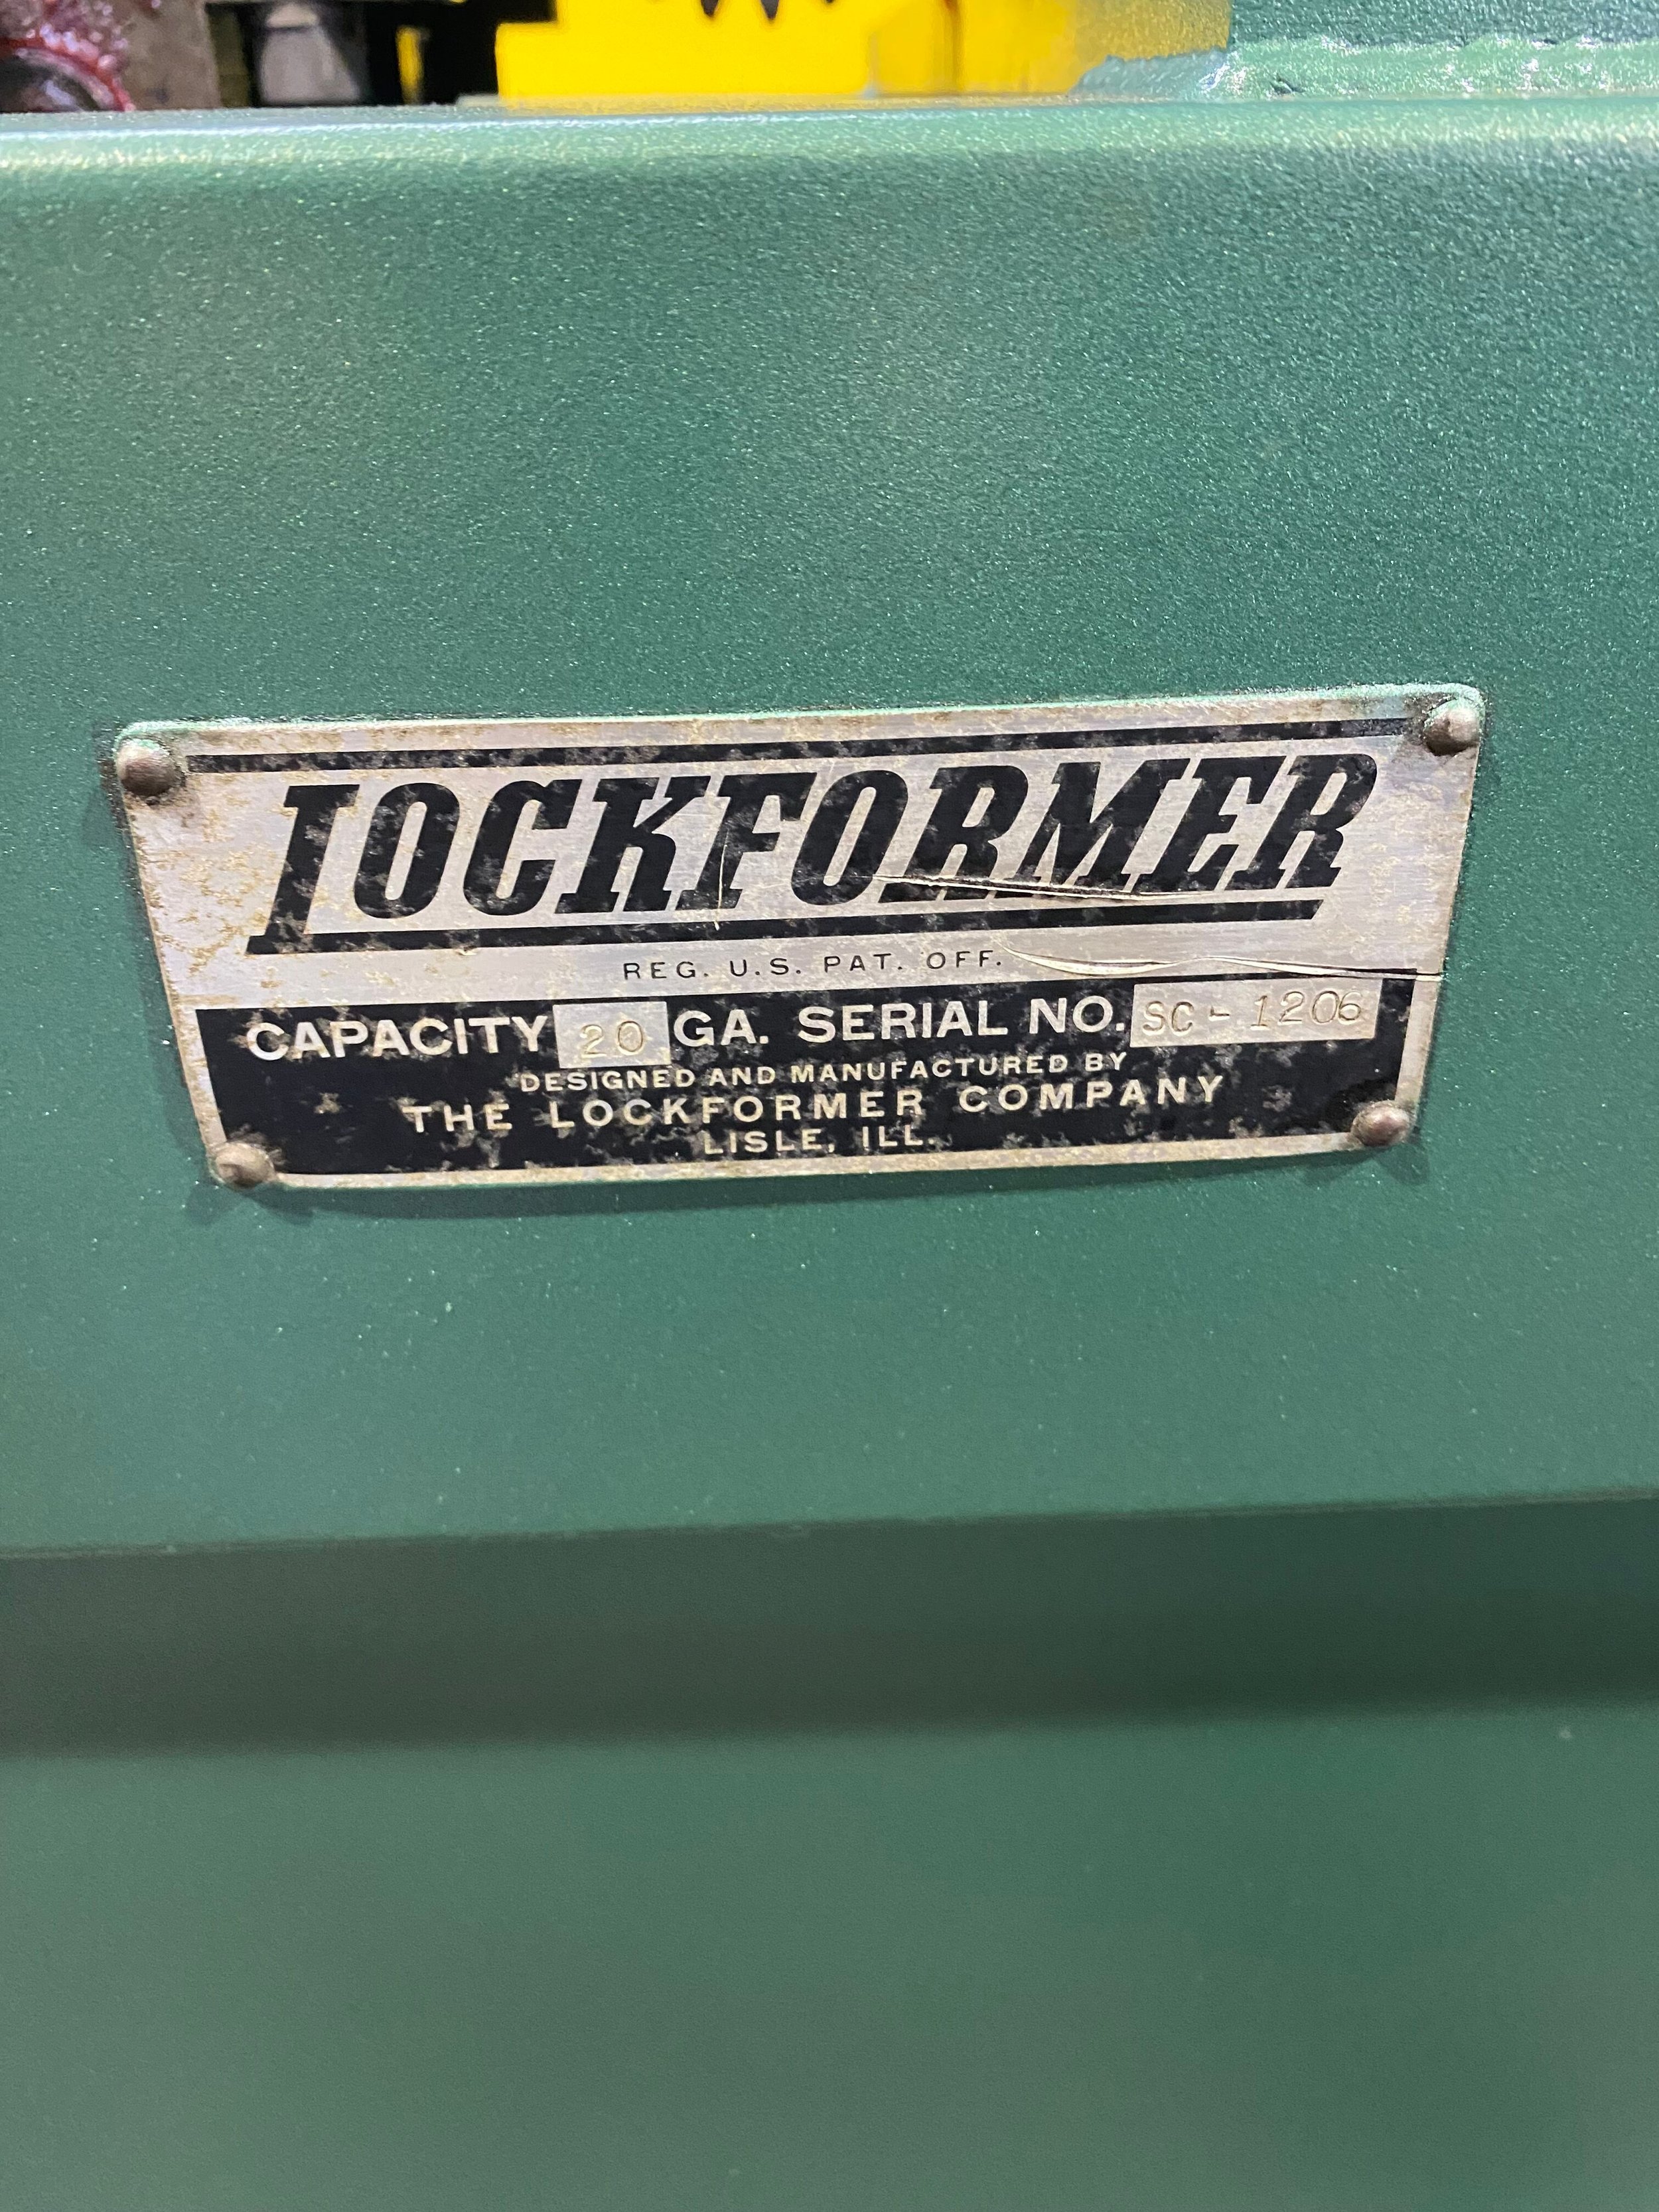 LOCKFORMER
REG. U.S. PAT. OFF.
CAPACITY 20 GA. SERIAL NO. SC-1206
DESIGNED AND MANUFACTURED BY
THE LOCKFORMER COMPANY
LISLE, ILL.